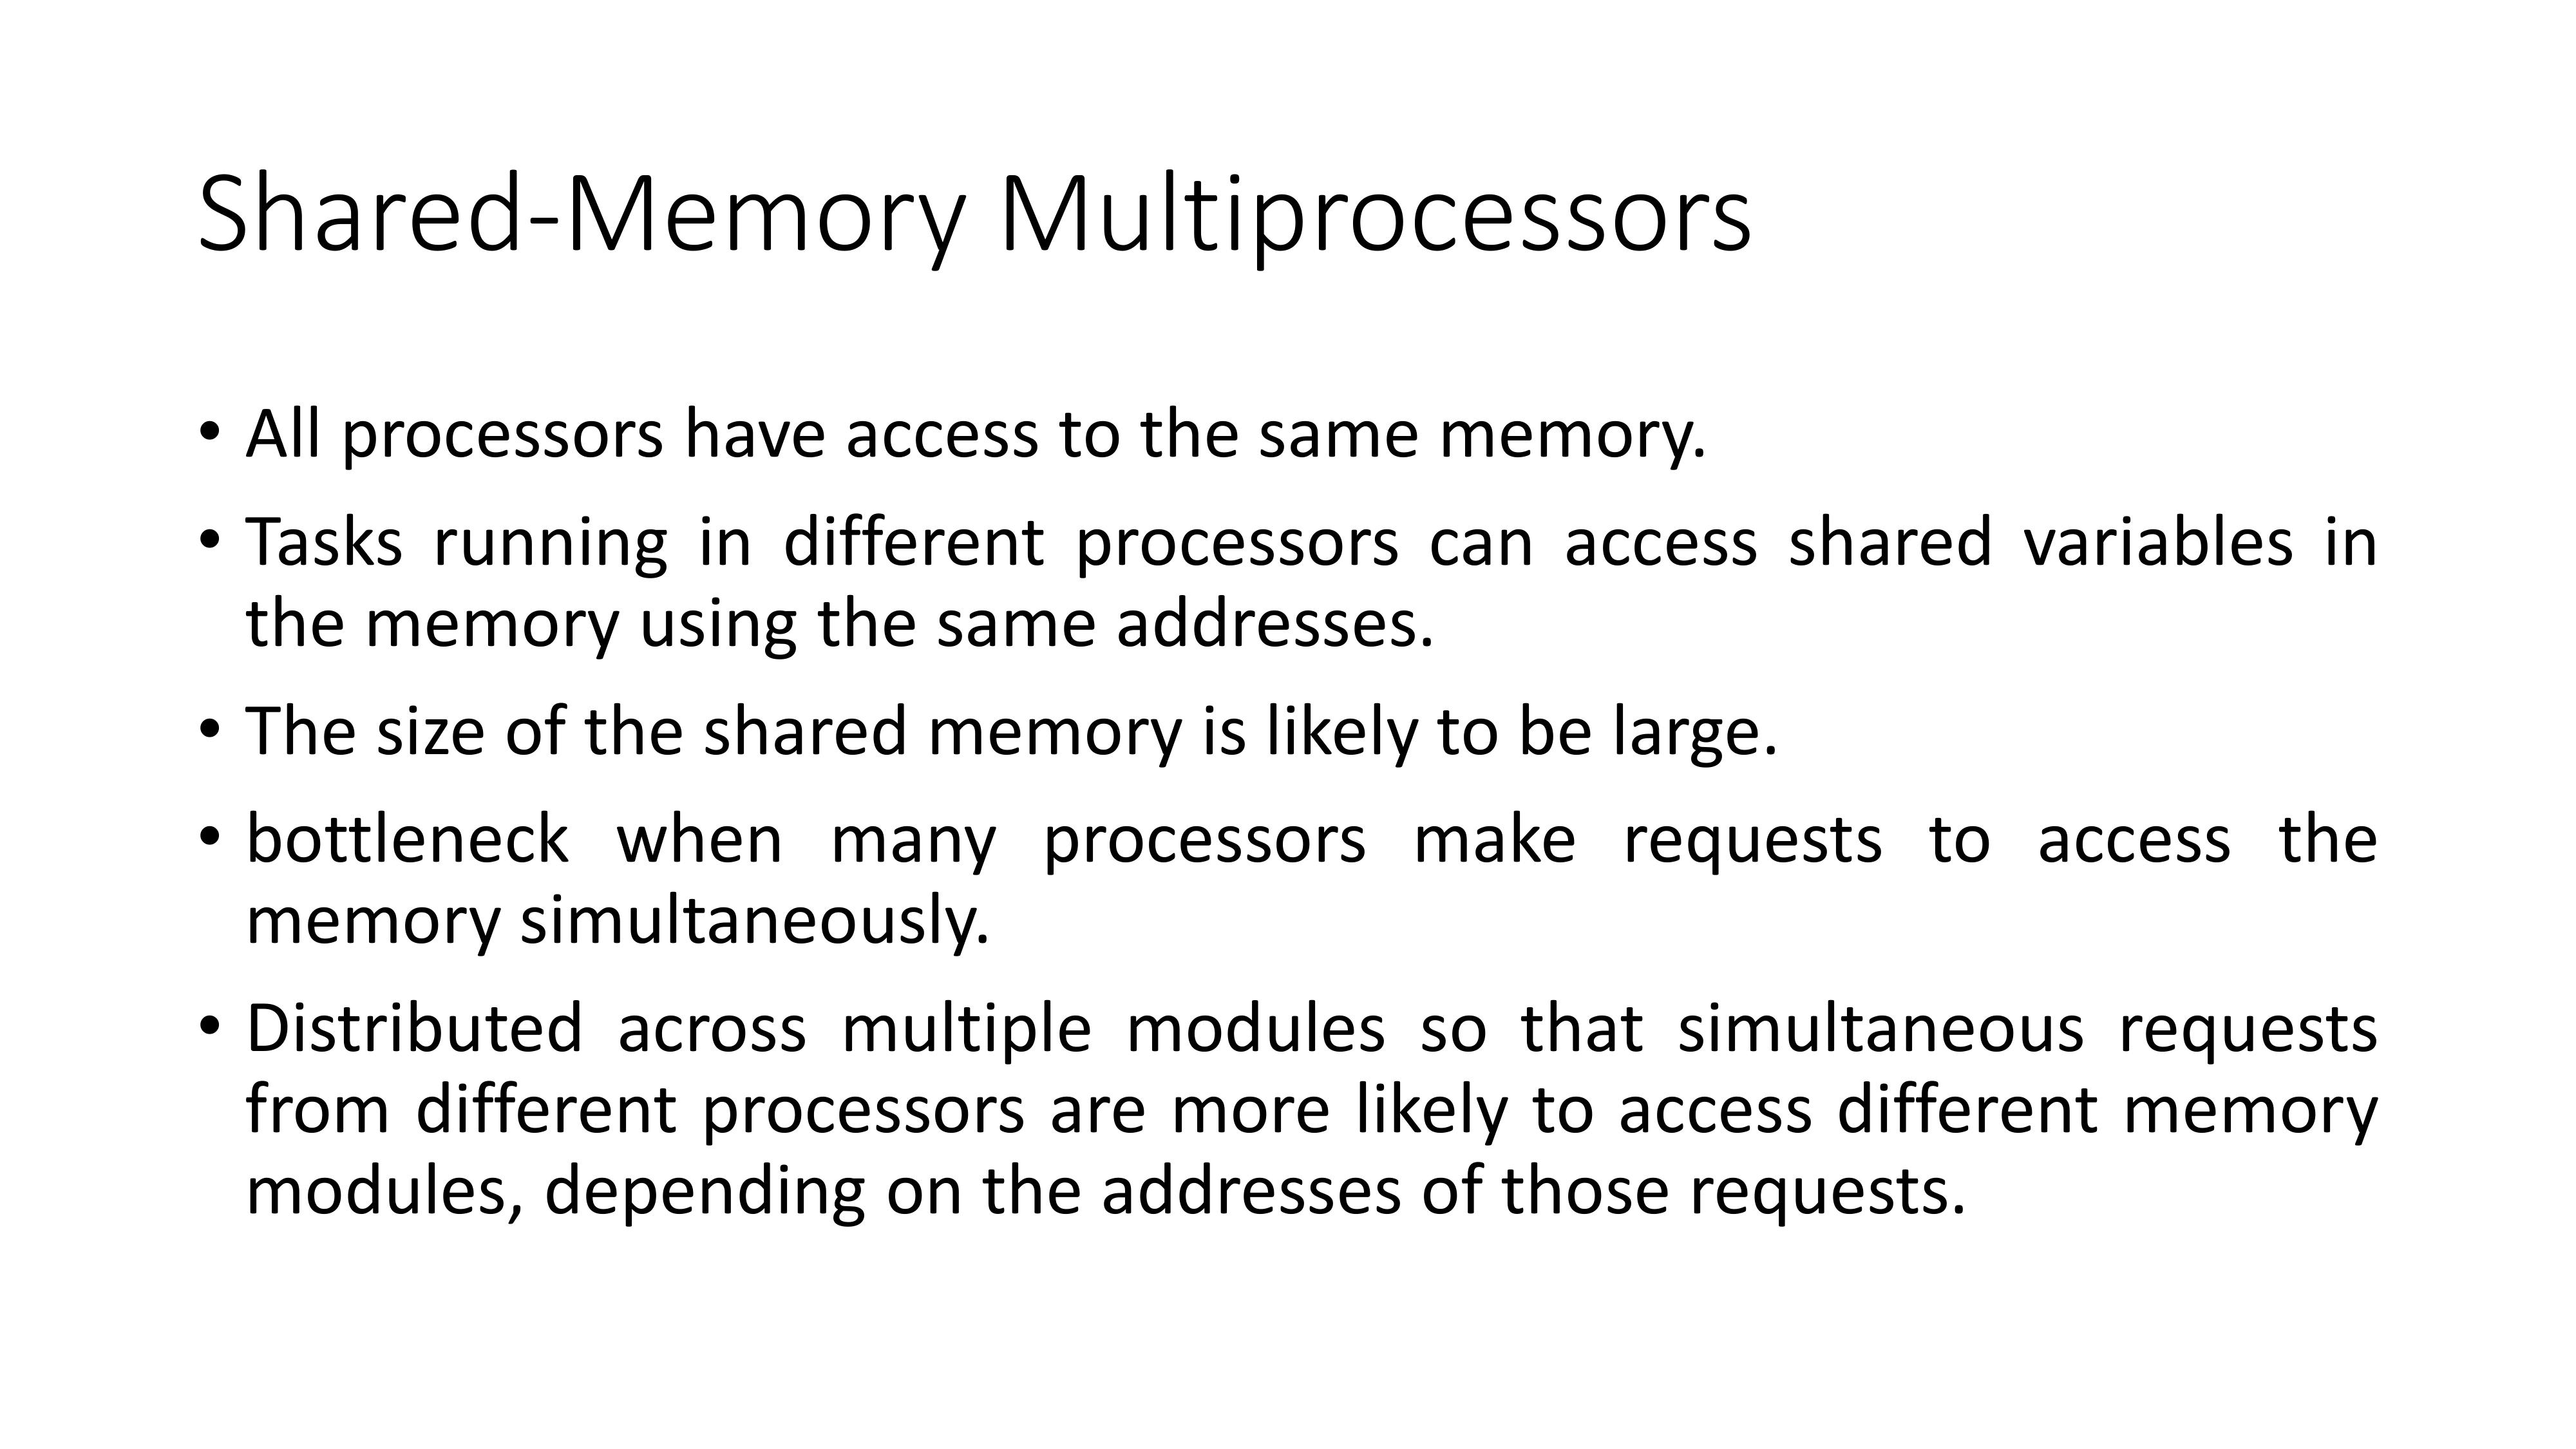 Shared-Memory Multiprocessors
• All processors have access to the same memory.
• Tasks running in different processors can access shared variables in
the memory using the same addresses.
• The size of the shared memory is likely to be large.
• bottleneck when many processors make requests to access the
memory simultaneously.
• Distributed across multiple modules so that simultaneous requests
from different processors are more likely to access different memory
modules, depending on the addresses of those requests.